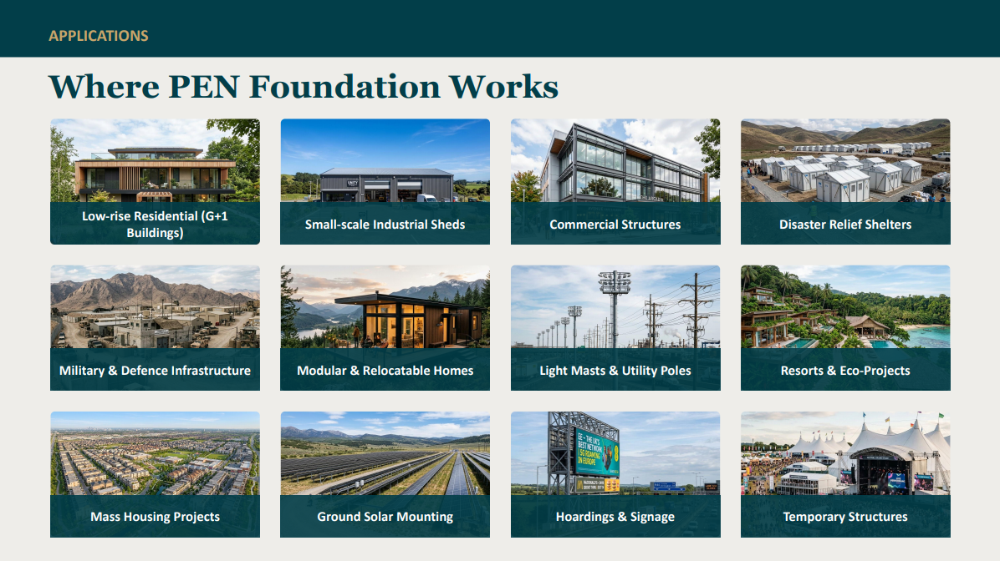 APPLICATIONS
Where PEN Foundation Works
Low-rise Residential (G+1
Buildings)
Small-scale Industrial Sheds
UNITY
Commercial Structures
Disaster Relief Shelters
Military & Defence Infrastructure
Modular & Relocatable Homes
Light Masts & Utility Poles
Resorts & Eco-Projects
EE - THE UK'S
BEST NETWORK
5G ROAMING
IN EUROPE
Mass Housing Projects
Ground Solar Mounting
Hoardings & Signage
Temporary Structures